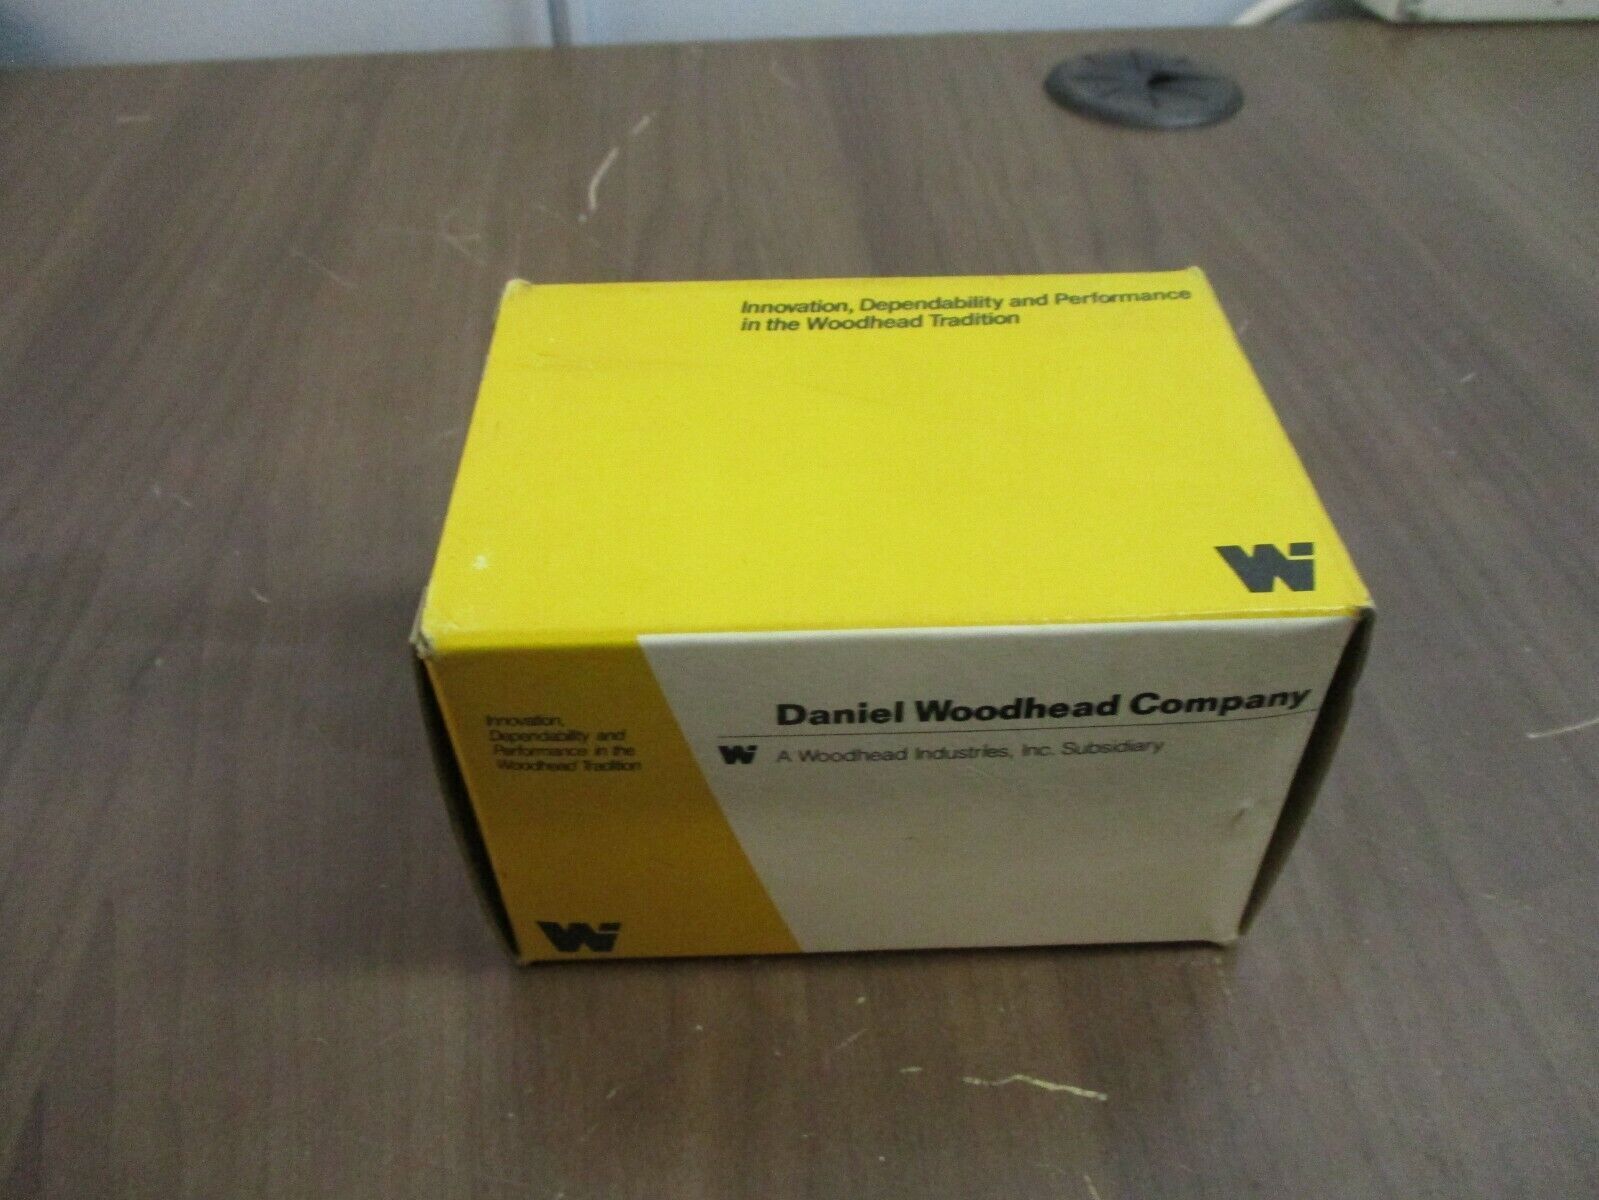 Innovation, Dependability and Performance
in the Woodhead Tradition
Wi
Daniel Woodhead Company
Wi A Woodhead Industries, Inc. Subsidiary
Innovation,
Dependability and
Performance in the
Woodhead Tradition
Wi